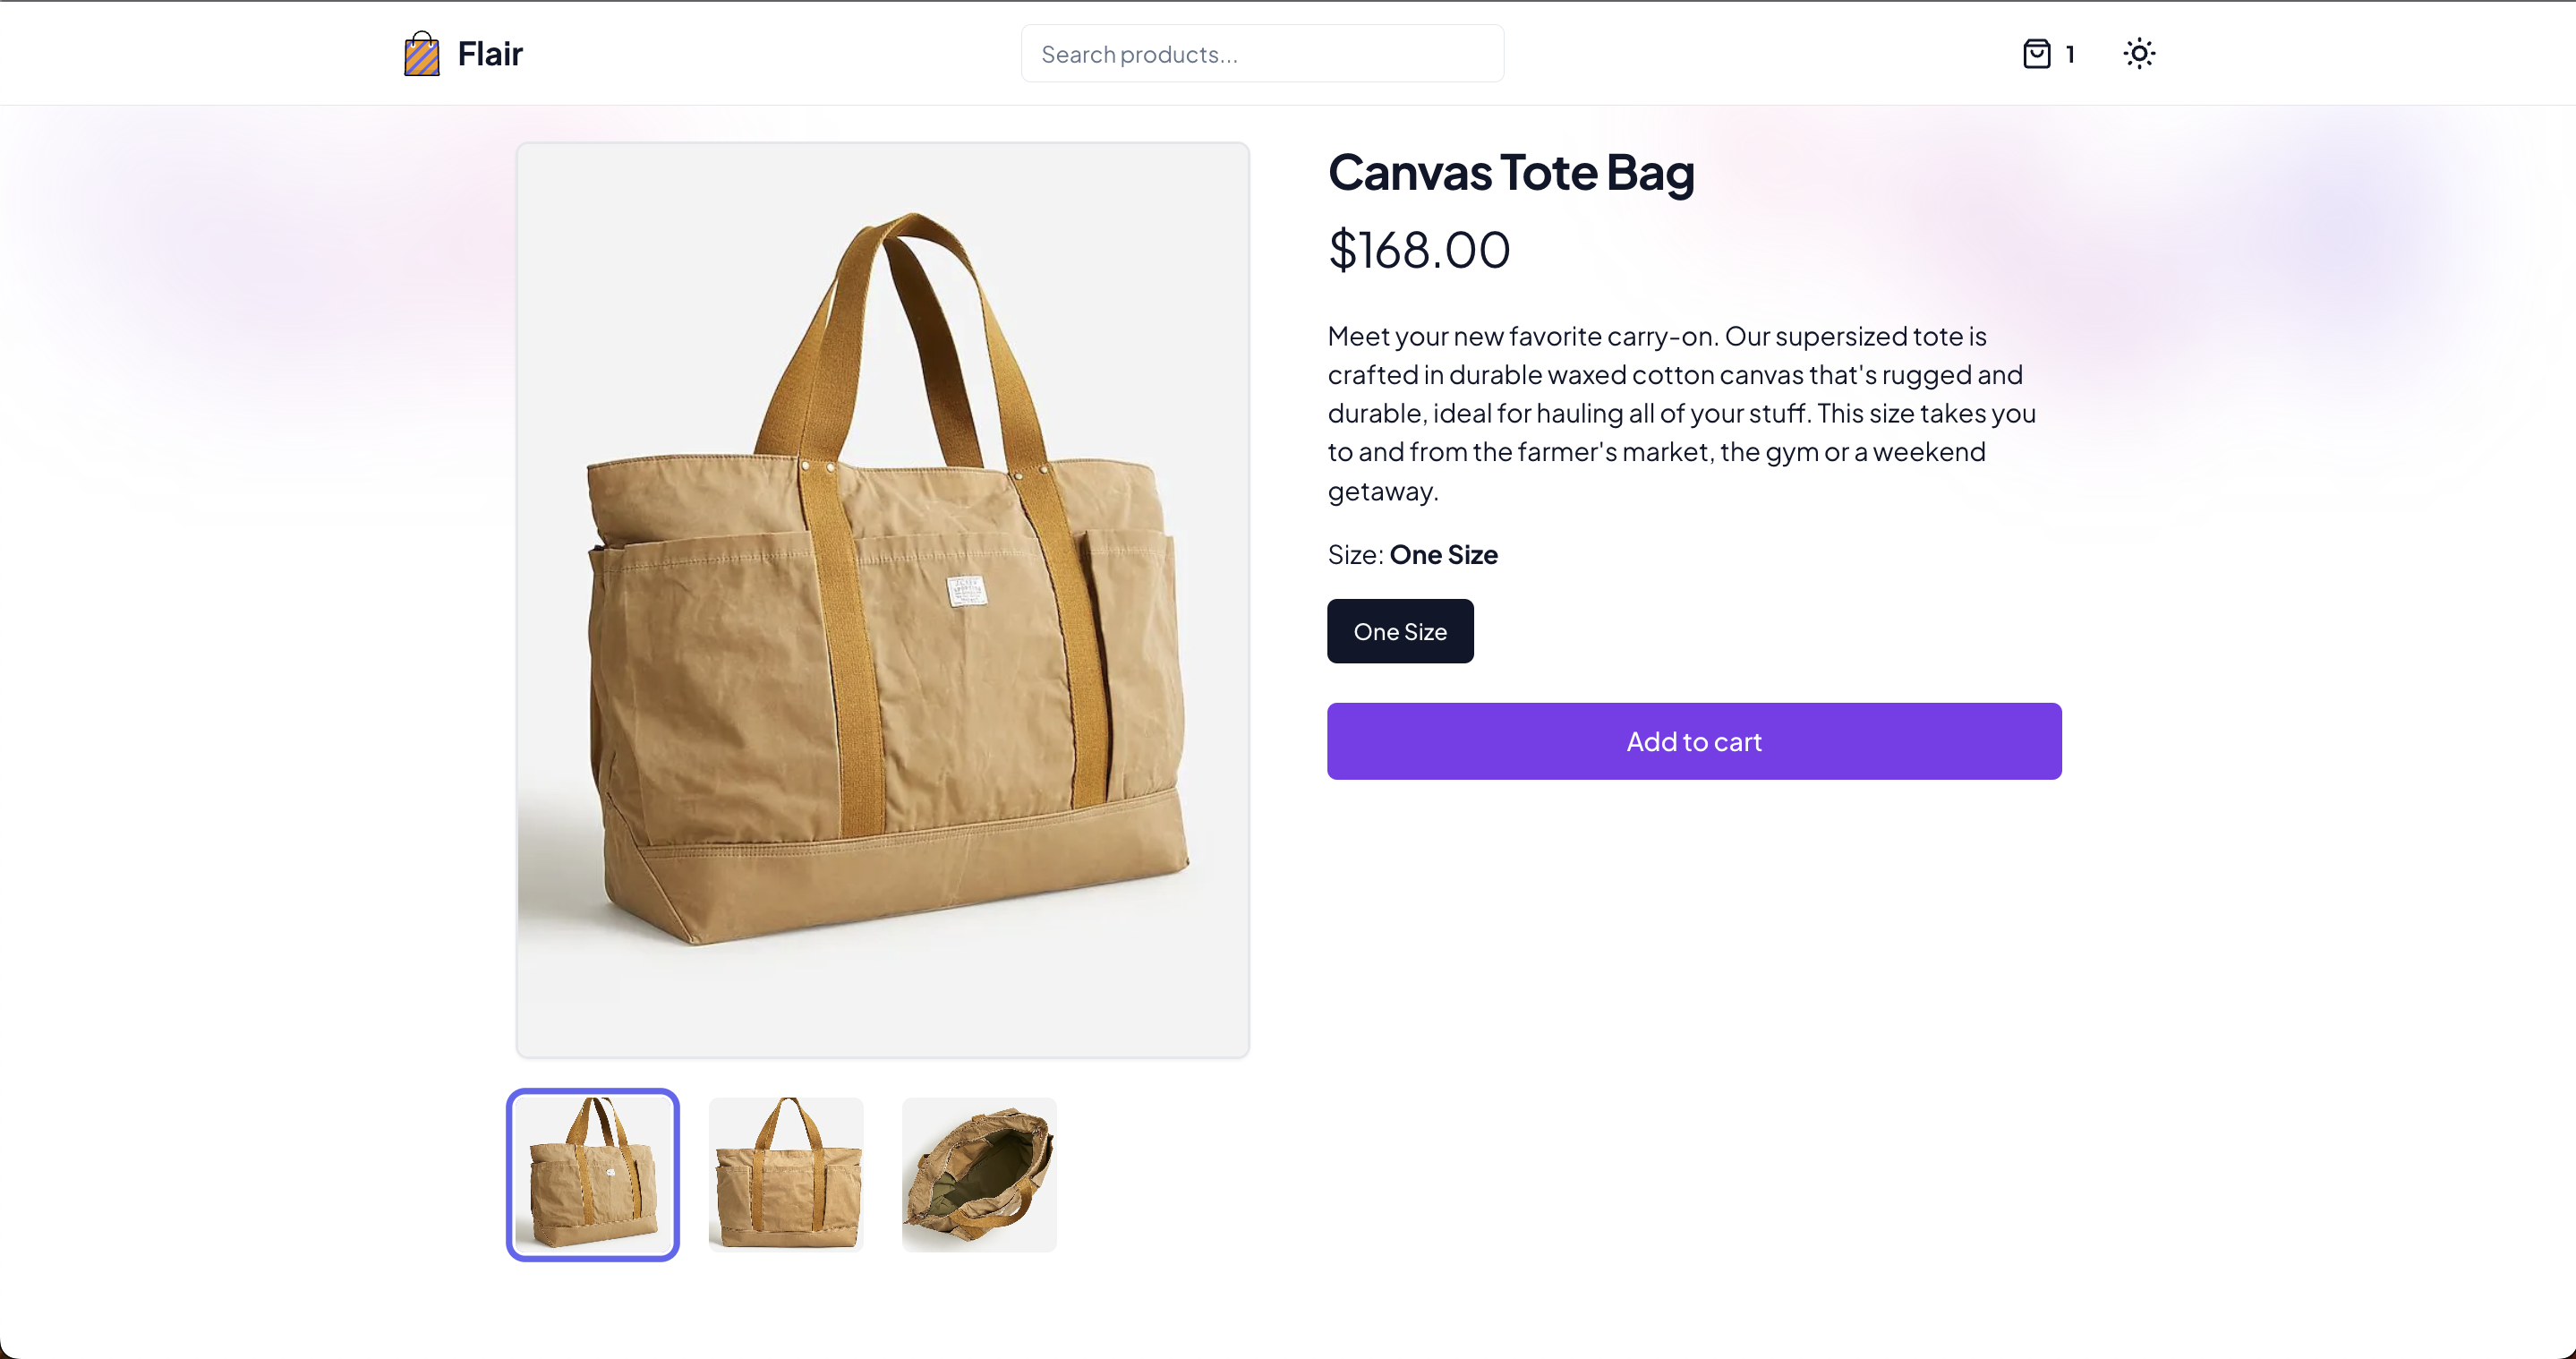 Flair
Search products...
1
Canvas Tote Bag
$168.00
Meet your new favorite carry-on. Our supersized tote is
crafted in durable waxed cotton canvas that's rugged and
durable, ideal for hauling all of your stuff. This size takes you
to and from the farmer's market, the gym or a weekend
getaway.
Size: One Size
One Size
Add to cart